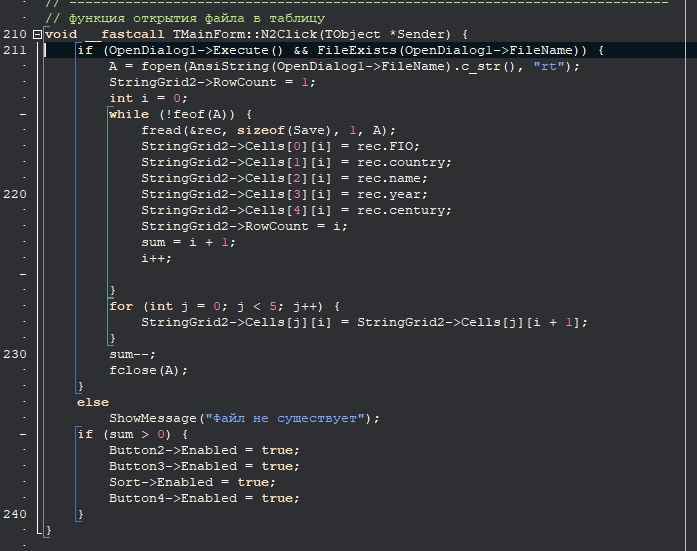 // ---------------------------------------------------------------------------
// функция открытия файла в таблицу
210 void __fastcall TMainForm::N2Click(TObject *Sender) {
211 if (OpenDialog1->Execute() && FileExists(OpenDialog1->FileName)) {
A = fopen(AnsiString(OpenDialog1->FileName).c_str(), "rt");
StringGrid2->RowCount = 1;
int i = 0;
while (!feof(A)) {
fread(&rec, sizeof(Save), 1, A);
StringGrid2->Cells[0][i] = rec.FIO;
StringGrid2->Cells[1][i] = rec.country;
StringGrid2->Cells[2][i] = rec.name;
220 StringGrid2->Cells[3][i] = rec.year;
StringGrid2->Cells[4][i] = rec.century;
StringGrid2->RowCount = i;
sum = i + 1;
i++;
}
for (int j = 0; j < 5; j++) {
StringGrid2->Cells[j][i] = StringGrid2->Cells[j][i + 1];
}
230 sum--;
fclose(A);
}
else
ShowMessage("Файл не существует");
if (sum > 0) {
Button2->Enabled = true;
Button3->Enabled = true;
Sort->Enabled = true;
Button4->Enabled = true;
240 }
}